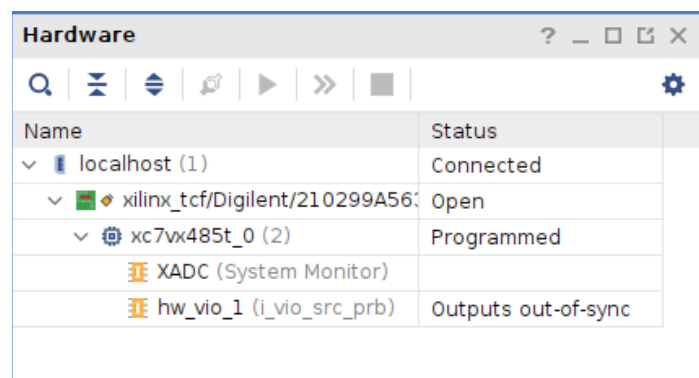 Hardware
Name Status
localhost (1) Connected
xilinx_tcf/Digilent/210299A563 Open
xc7vx485t_0 (2) Programmed
XADC (System Monitor)
hw_vio_1 (i_vio_src_prb) Outputs out-of-sync